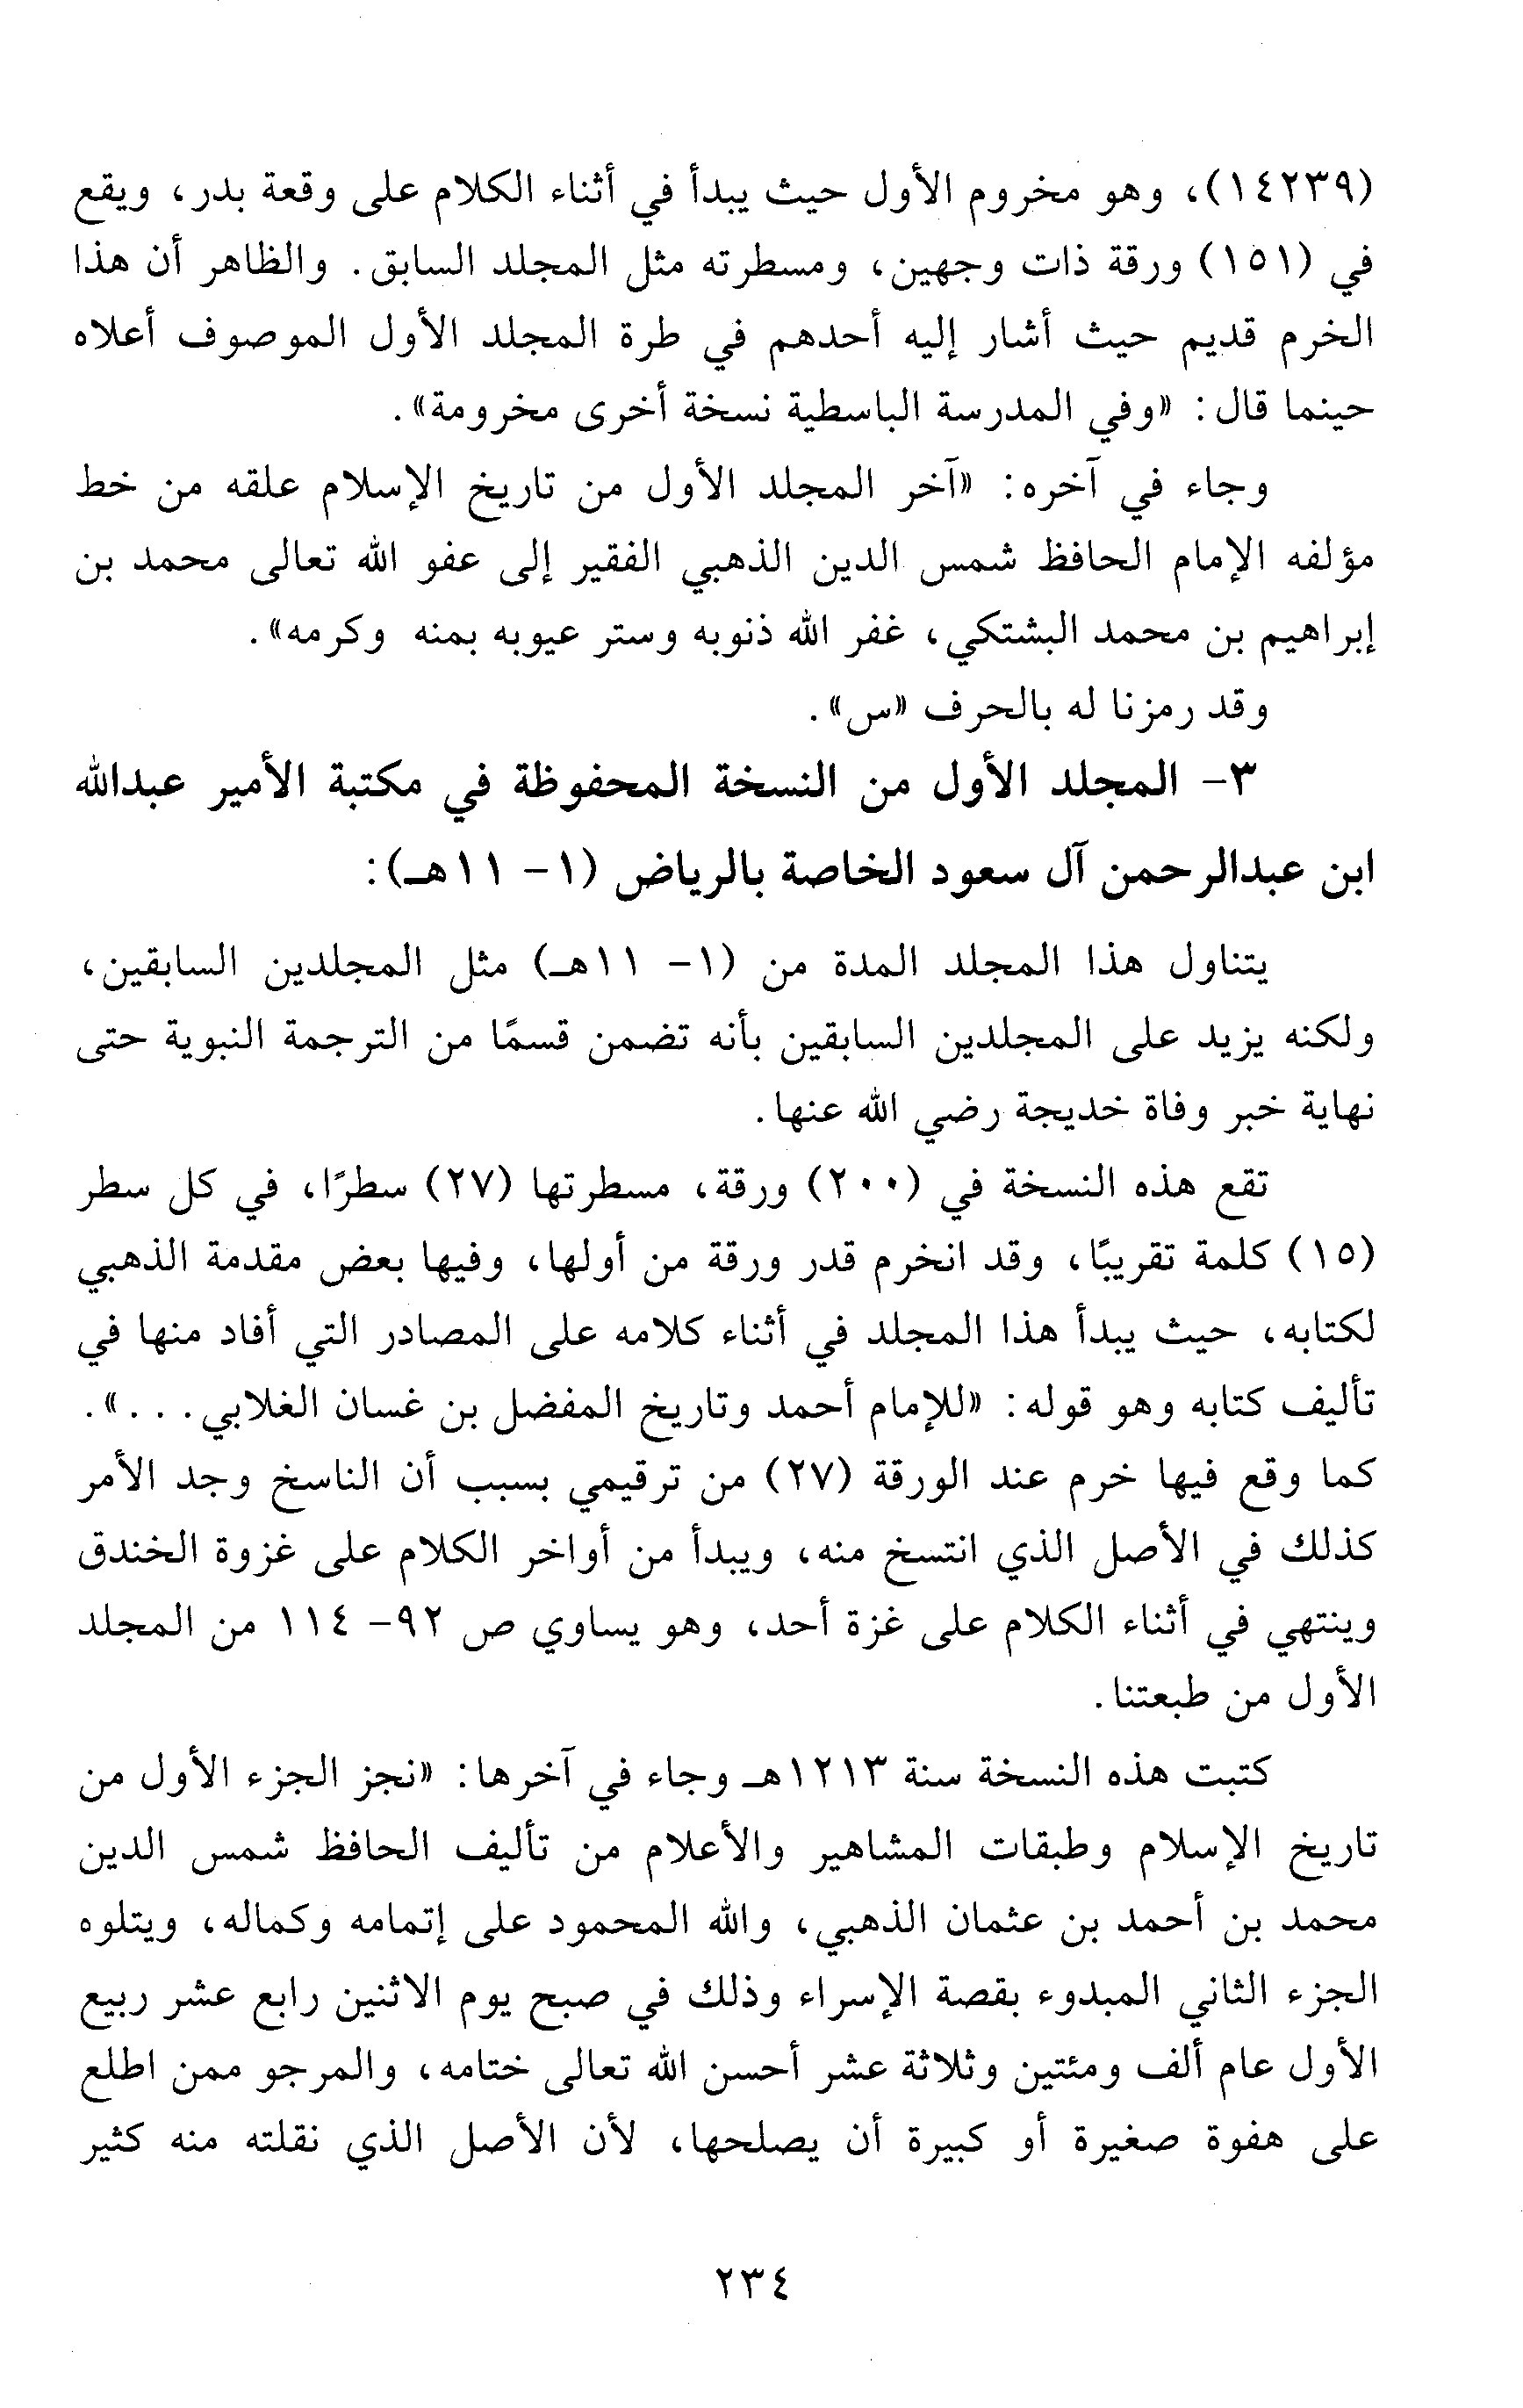 (١٤٢٣٩)، وهو مخروم الأول حيث يبدأ في أثناء الكلام على وقعة بدر، ويقع
في (١٥١) ورقة ذات وجهين، ومسطرته مثل المجلد السابق. والظاهر أن هذا
الخرم قديم حيث أشار إليه أحدهم في طرة المجلد الأول الموصوف أعلاه
حينما قال: «وفي المدرسة الباسطية نسخة أخرى مخرومة».
وجاء في آخره: «آخر المجلد الأول من تاريخ الإسلام علقه من خط
مؤلفه الإمام الحافظ شمس الدين الذهبي الفقير إلى عفو الله تعالى محمد بن
إبراهيم بن محمد البشتكي، غفر الله ذنوبه وستر عيوبه بمنه وكرمه».
وقد رمزنا له بالحرف «س».
٣- المجلد الأول من النسخة المحفوظة في مكتبة الأمير عبدالله
ابن عبدالرحمن آل سعود الخاصة بالرياض (١- ١١هـ):
يتناول هذا المجلد المدة من (١- ١١هـ) مثل المجلدين السابقين،
ولكنه يزيد على المجلدين السابقين بأنه تضمن قسمًا من الترجمة النبوية حتى
نهاية خبر وفاة خديجة رضي الله عنها.
تقع هذه النسخة في (٢٠٠) ورقة، مسطرتها (٢٧) سطرًا، في كل سطر
(١٥) كلمة تقريبًا، وقد انخرم قدر ورقة من أولها، وفيها بعض مقدمة الذهبي
لكتابه، حيث يبدأ هذا المجلد في أثناء كلامه على المصادر التي أفاد منها في
تأليف كتابه وهو قوله: «للإمام أحمد وتاريخ المفضل بن غسان الغلابي...».
كما وقع فيها خرم عند الورقة (٢٧) من ترقيمي بسبب أن الناسخ وجد الأمر
كذلك في الأصل الذي انتسخ منه، ويبدأ من أواخر الكلام على غزوة الخندق
وينتهي في أثناء الكلام على غزة أحد، وهو يساوي ص ٩٢- ١١٤ من المجلد
الأول من طبعتنا.
كتبت هذه النسخة سنة ١٢١٣هـ وجاء في آخرها: «نجز الجزء الأول من
تاريخ الإسلام وطبقات المشاهير والأعلام من تأليف الحافظ شمس الدين
محمد بن أحمد بن عثمان الذهبي، والله المحمود على إتمامه وكماله، ويتلوه
الجزء الثاني المبدوء بقصة الإسراء وذلك في صبح يوم الاثنين رابع عشر ربيع
الأول عام ألف ومئتين وثلاثة عشر أحسن الله تعالى ختامه، والمرجو ممن اطلع
على هفوة صغيرة أو كبيرة أن يصلحها، لأن الأصل الذي نقلته منه كثير
٢٣٤